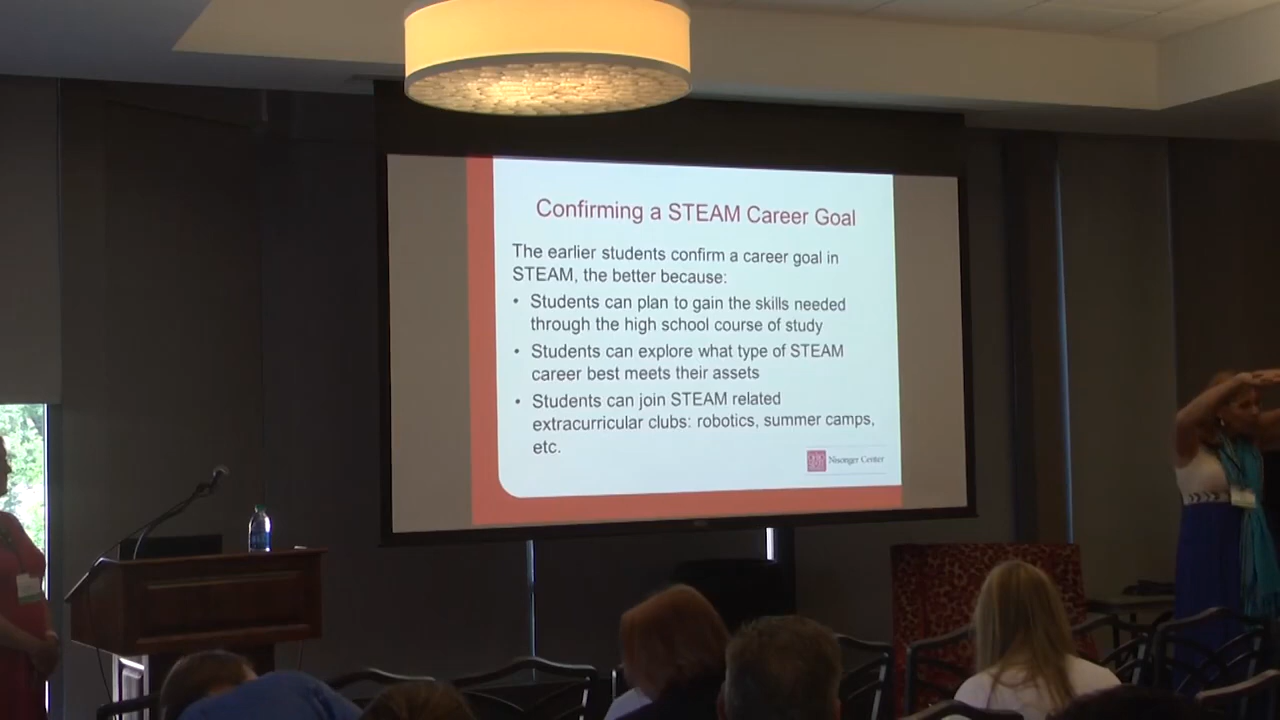 Confirming a STEAM Career Goal
The earlier students confirm a career goal in
STEAM, the better because:
• Students can plan to gain the skills needed
through the high school course of study
• Students can explore what type of STEAM
career best meets their assets
• Students can join STEAM related
extracurricular clubs: robotics, summer camps,
etc.
Nisonger Center